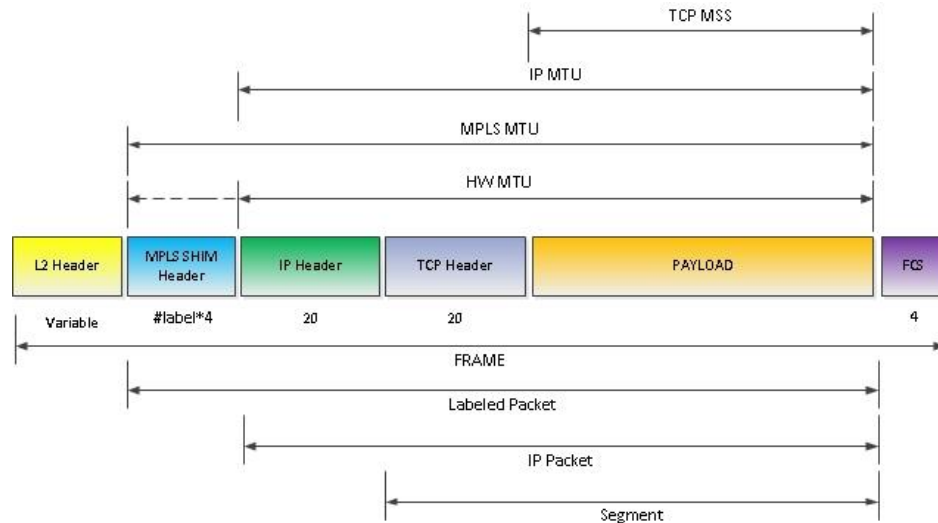 TCP MSS
IP MTU
MPLS MTU
HW MTU
L2 Header
MPLS SHIM
Header
IP Header
TCP Header
PAYLOAD
FCS
Variable
#label*4
20
20
4
FRAME
Labeled Packet
IP Packet
Segment